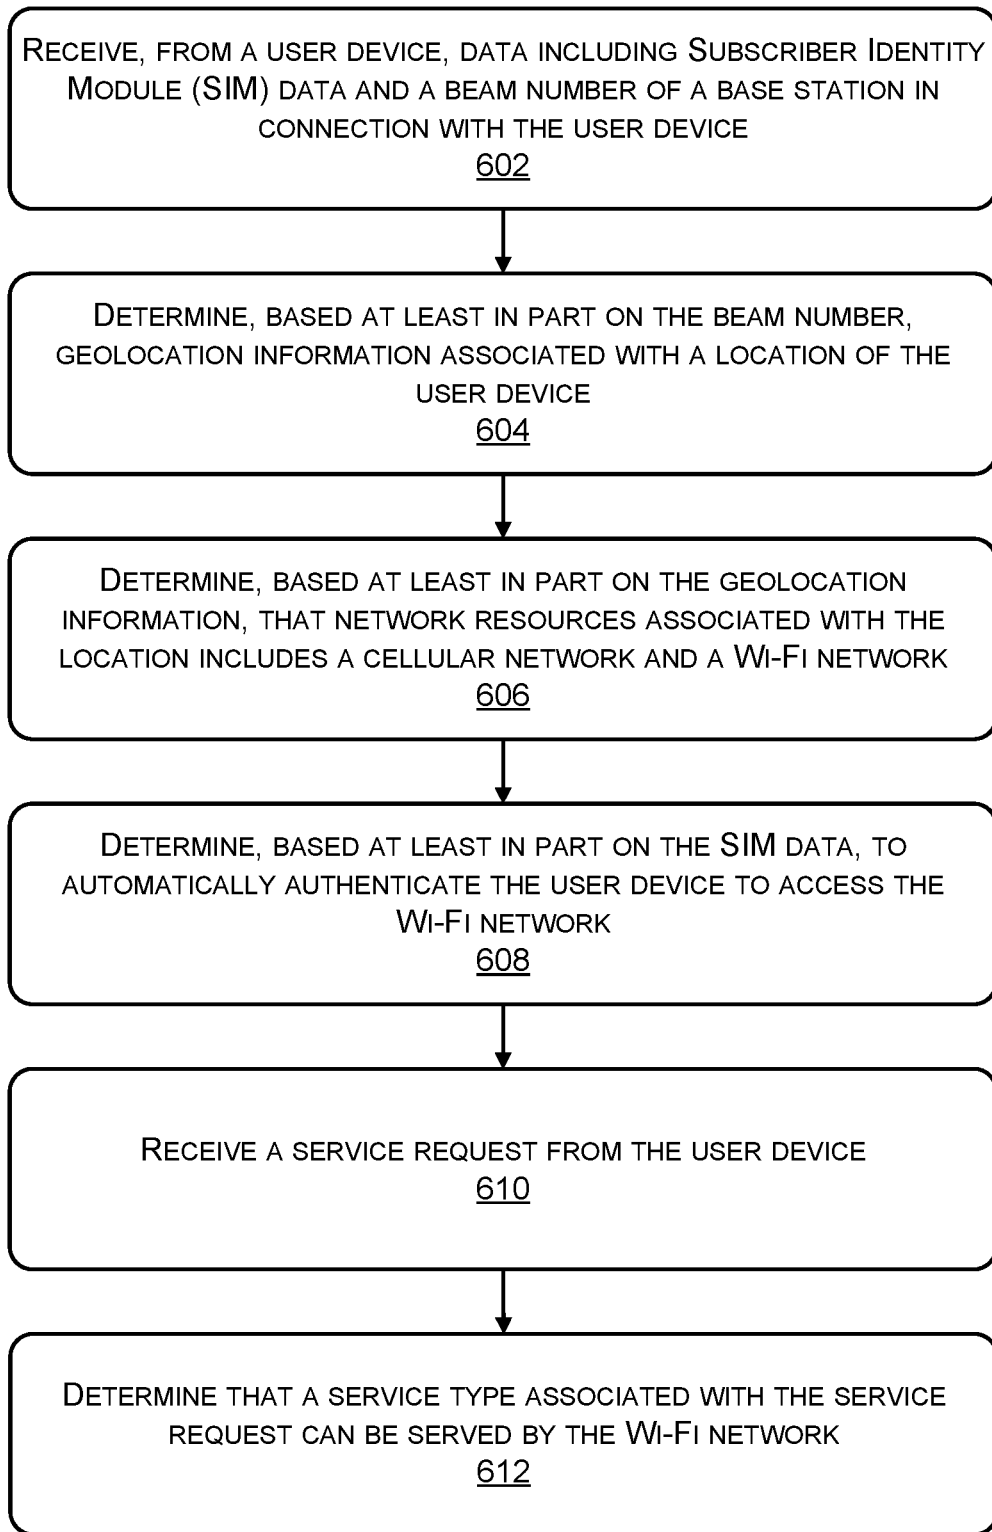 RECEIVE, FROM A USER DEVICE, DATA INCLUDING SUBSCRIBER IDENTITY
MODULE (SIM) DATA AND A BEAM NUMBER OF A BASE STATION IN
CONNECTION WITH THE USER DEVICE
602
DETERMINE, BASED AT LEAST IN PART ON THE BEAM NUMBER,
GEOLOCATION INFORMATION ASSOCIATED WITH A LOCATION OF THE
USER DEVICE
604
DETERMINE, BASED AT LEAST IN PART ON THE GEOLOCATION
INFORMATION, THAT NETWORK RESOURCES ASSOCIATED WITH THE
LOCATION INCLUDES A CELLULAR NETWORK AND A WI-FI NETWORK
606
DETERMINE, BASED AT LEAST IN PART ON THE SIM DATA, TO
AUTOMATICALLY AUTHENTICATE THE USER DEVICE TO ACCESS THE
WI-FI NETWORK
608
RECEIVE A SERVICE REQUEST FROM THE USER DEVICE
610
DETERMINE THAT A SERVICE TYPE ASSOCIATED WITH THE SERVICE
REQUEST CAN BE SERVED BY THE WI-FI NETWORK
612